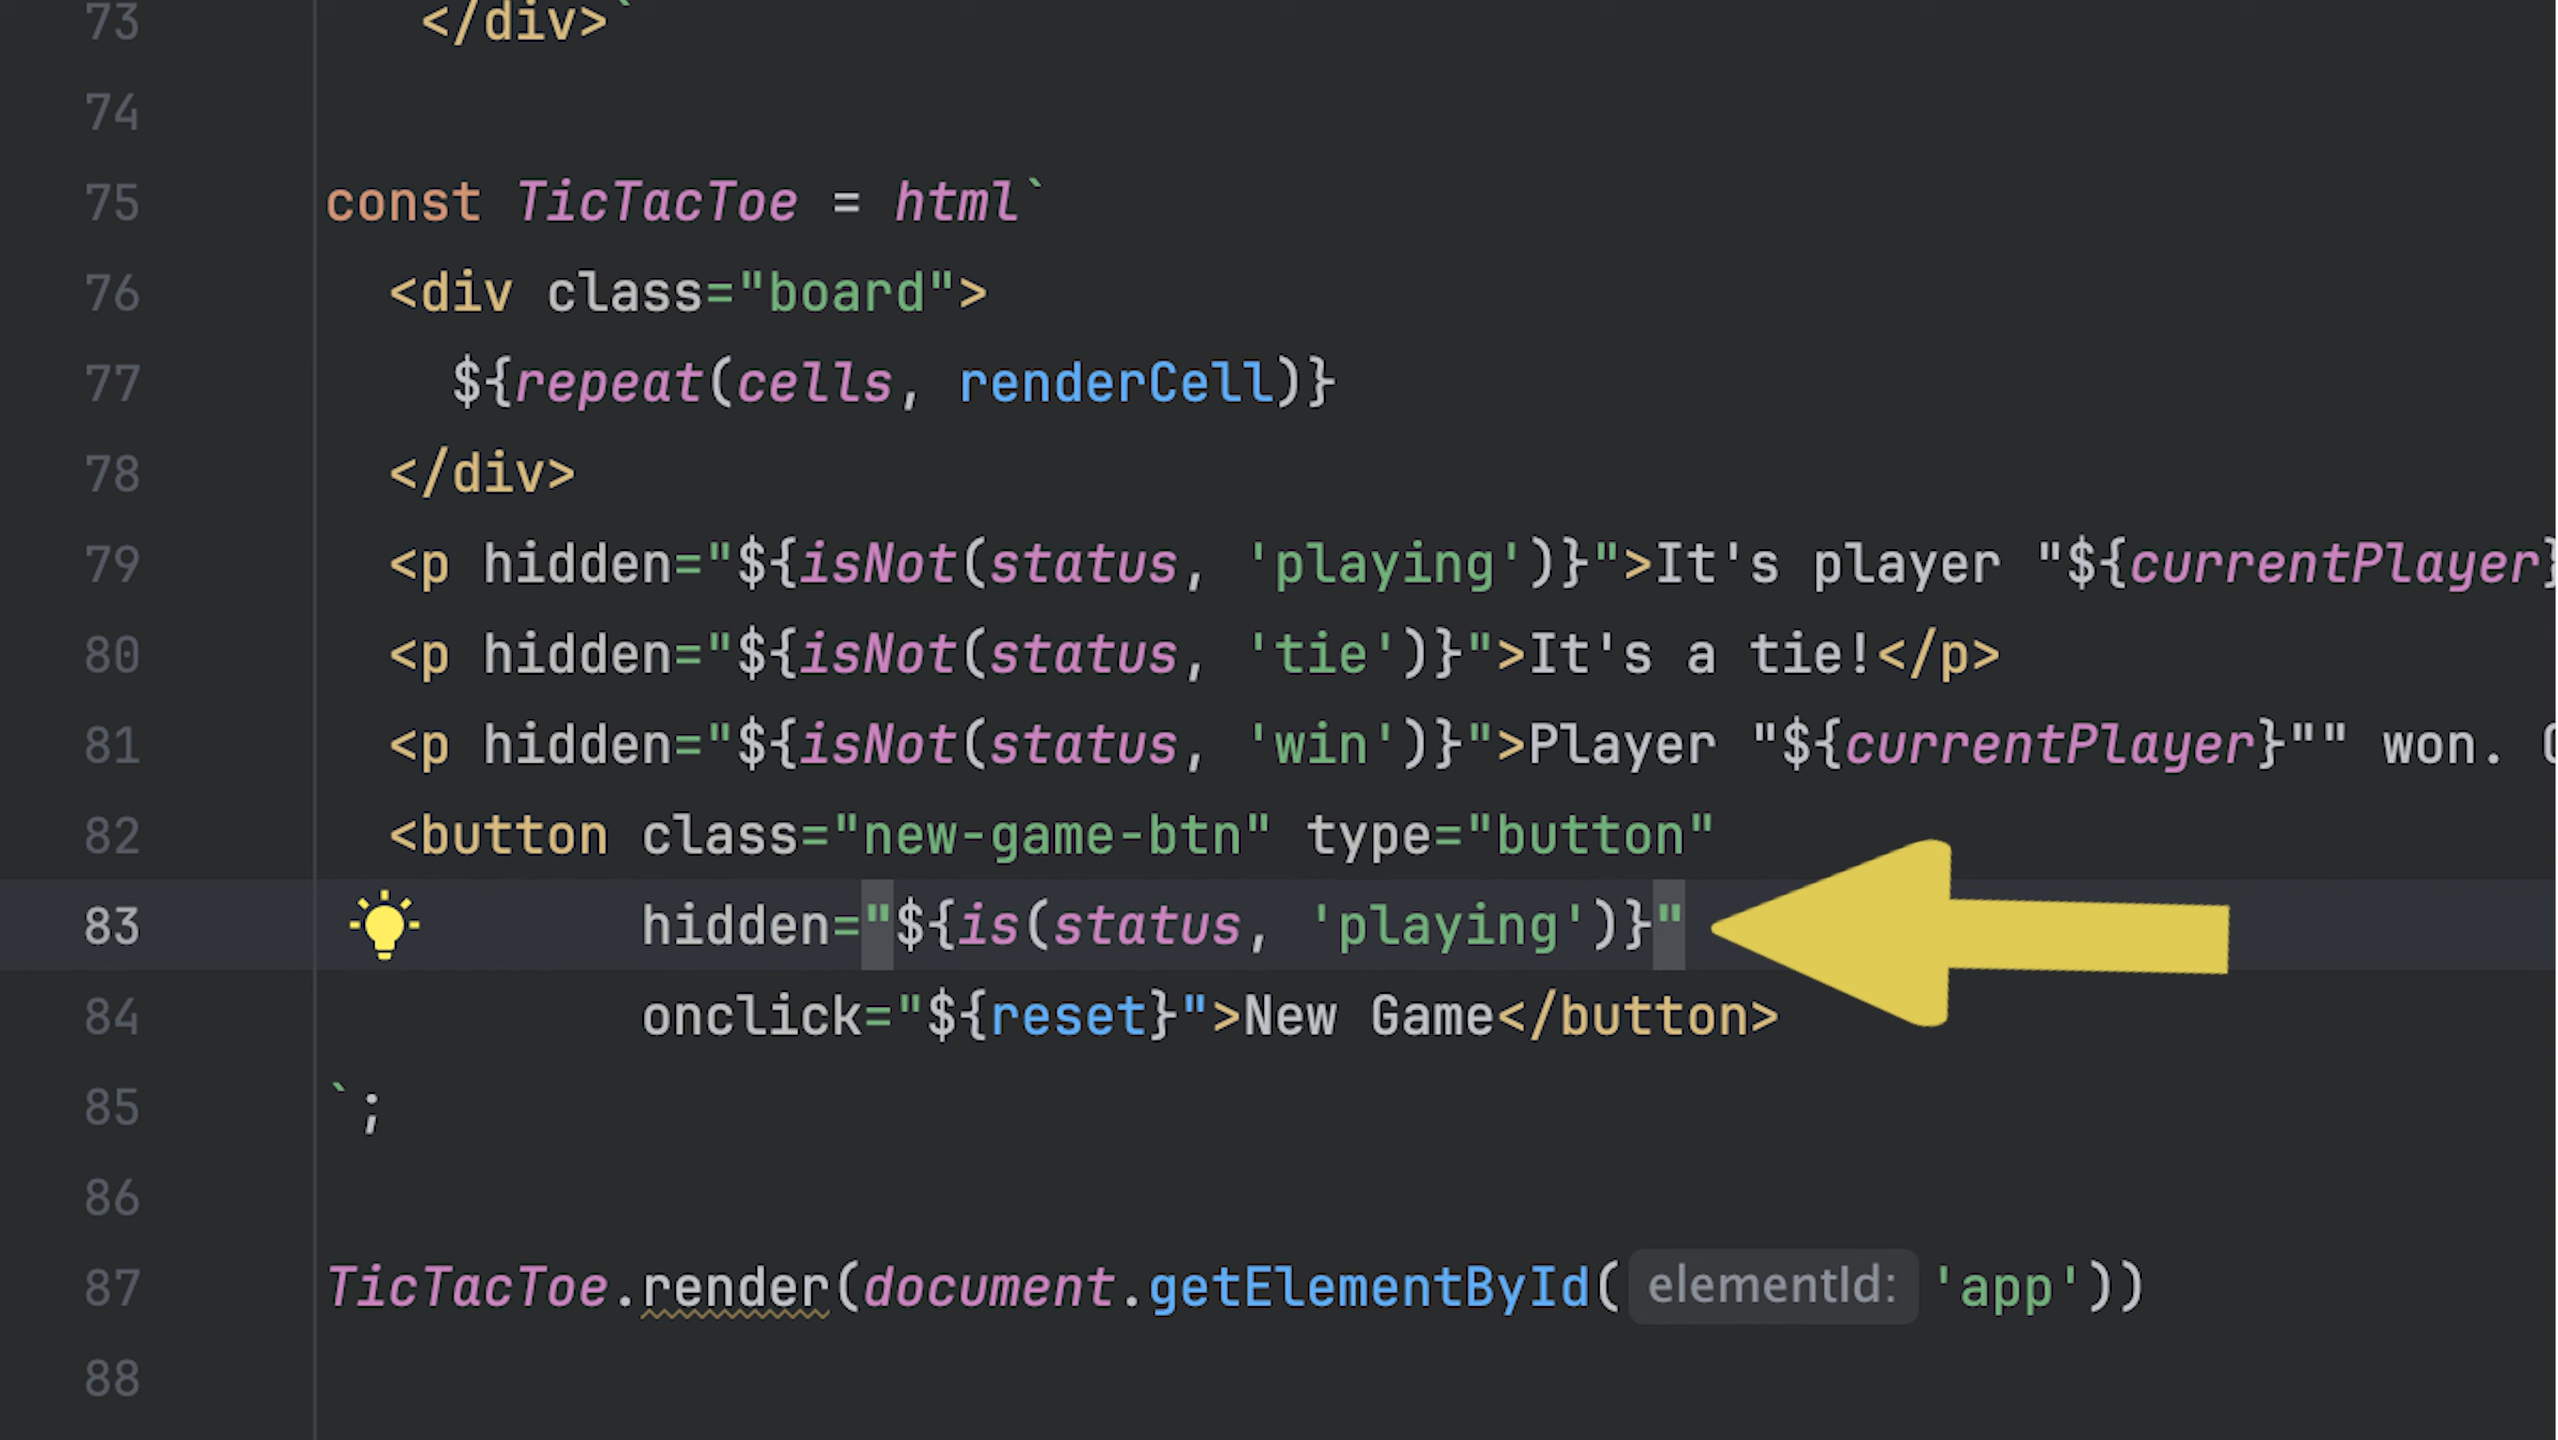 73 </div>`
74
75 const TicTacToe = html`
76 <div class="board">
77 ${repeat(cells, renderCell)}
78 </div>
79 <p hidden="${isNot(status, 'playing')}">It's player "${currentPlayer}
80 <p hidden="${isNot(status, 'tie')}">It's a tie!</p>
81 <p hidden="${isNot(status, 'win')}">Player "${currentPlayer}"" won.
82 <button class="new-game-btn" type="button"
83 hidden="${is(status, 'playing')}"
84 onclick="${reset}">New Game</button>
85 `;
86
87 TicTacToe.render(document.getElementById( elementId: 'app'))
88